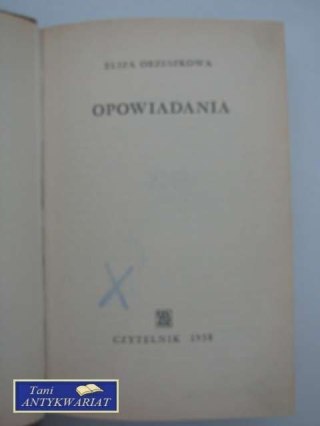 ELIZA ORZESZKOWA
OPOWIADANIA
X
CZYTELNIK 1958
Tani
ANTYKWARIAT